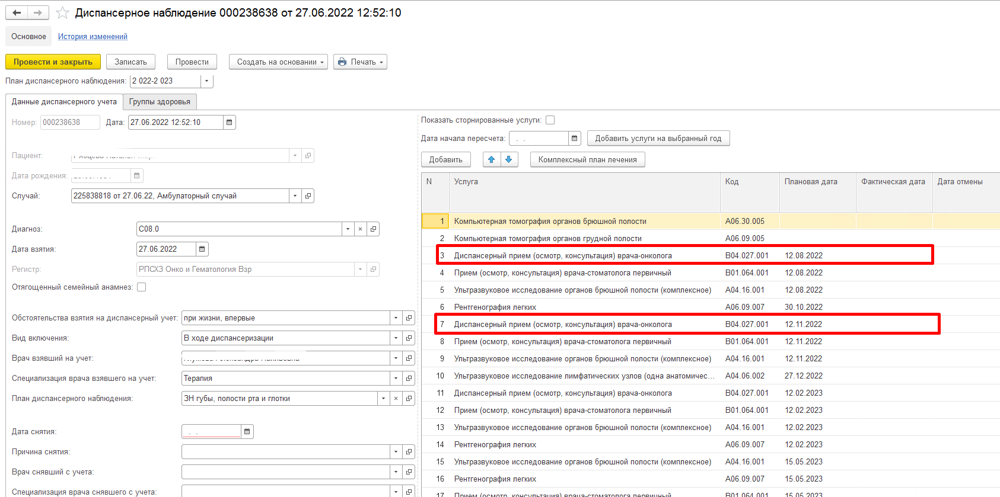 Диспансерное наблюдение 000238638 от 27.06.2022 12:52:10
Основное История изменений
Провести и закрыть Записать Провести Создать на основании Печать
План диспансерного наблюдения: 2 022-2 023
Данные диспансерного учета Группы здоровья
Номер: 000238638 Дата: 27.06.2022 12:52:10
Пациент:
Дата рождения:
Случай: 225838818 от 27.06.22, Амбулаторный случай
Диагноз: C08.0
Дата взятия: 27.06.2022
Регистр: РПСХЗ Онко и Гематология Взр
Отягощенный семейный анамнез:
Обстоятельства взятия на диспансерный учет: при жизни, впервые
Вид включения: В ходе диспансеризации
Врач взявший на учет:
Специализация врача взявшего на учет: Терапия
План диспансерного наблюдения: ЗН губы, полости рта и глотки
Дата снятия: . .
Причина снятия:
Врач снявший с учета:
Специализация врача снявшего с учета:
Показать сторнированные услуги:
Дата начала пересчета: . . Добавить услуги на выбранный год
Добавить Комплексный план лечения
N Услуга Код Плановая дата Фактическая дата Дата отмены
1 Компьютерная томография органов брюшной полости A06.30.005
2 Компьютерная томография органов грудной полости A06.09.005
3 Диспансерный прием (осмотр, консультация) врача-онколога B04.027.001 12.08.2022
4 Прием (осмотр, консультация) врача-стоматолога первичный B01.064.001 12.08.2022
5 Ультразвуковое исследование органов брюшной полости (комплексное) A04.16.001 12.08.2022
6 Рентгенография легких A06.09.007 30.10.2022
7 Диспансерный прием (осмотр, консультация) врача-онколога B04.027.001 12.11.2022
8 Прием (осмотр, консультация) врача-стоматолога первичный B01.064.001 12.11.2022
9 Ультразвуковое исследование органов брюшной полости (комплексное) A04.16.001 12.11.2022
10 Ультразвуковое исследование лимфатических узлов (одна анатомичес... A04.06.002 27.12.2022
11 Диспансерный прием (осмотр, консультация) врача-онколога B04.027.001 12.02.2023
12 Прием (осмотр, консультация) врача-стоматолога первичный B01.064.001 12.02.2023
13 Ультразвуковое исследование органов брюшной полости (комплексное) A04.16.001 12.02.2023
14 Рентгенография легких A06.09.007 12.02.2023
15 Ультразвуковое исследование органов брюшной полости (комплексное) A04.16.001 15.05.2023
16 Рентгенография легких A06.09.007 15.05.2023
17 Прием (осмотр, консультация) врача-стоматолога первичный B01.064.001 15.05.2023